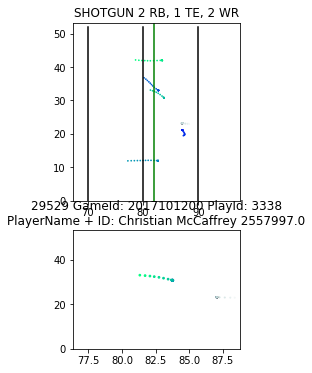 SHOTGUN 2 RB, 1 TE, 2 WR
50
40
30
20
10
0
70 80 90
29529 GameId: 2017101200 PlayId: 3338
PlayerName + ID: Christian McCaffrey 2557997.0
40
20
0
77.5 80.0 82.5 85.0 87.5